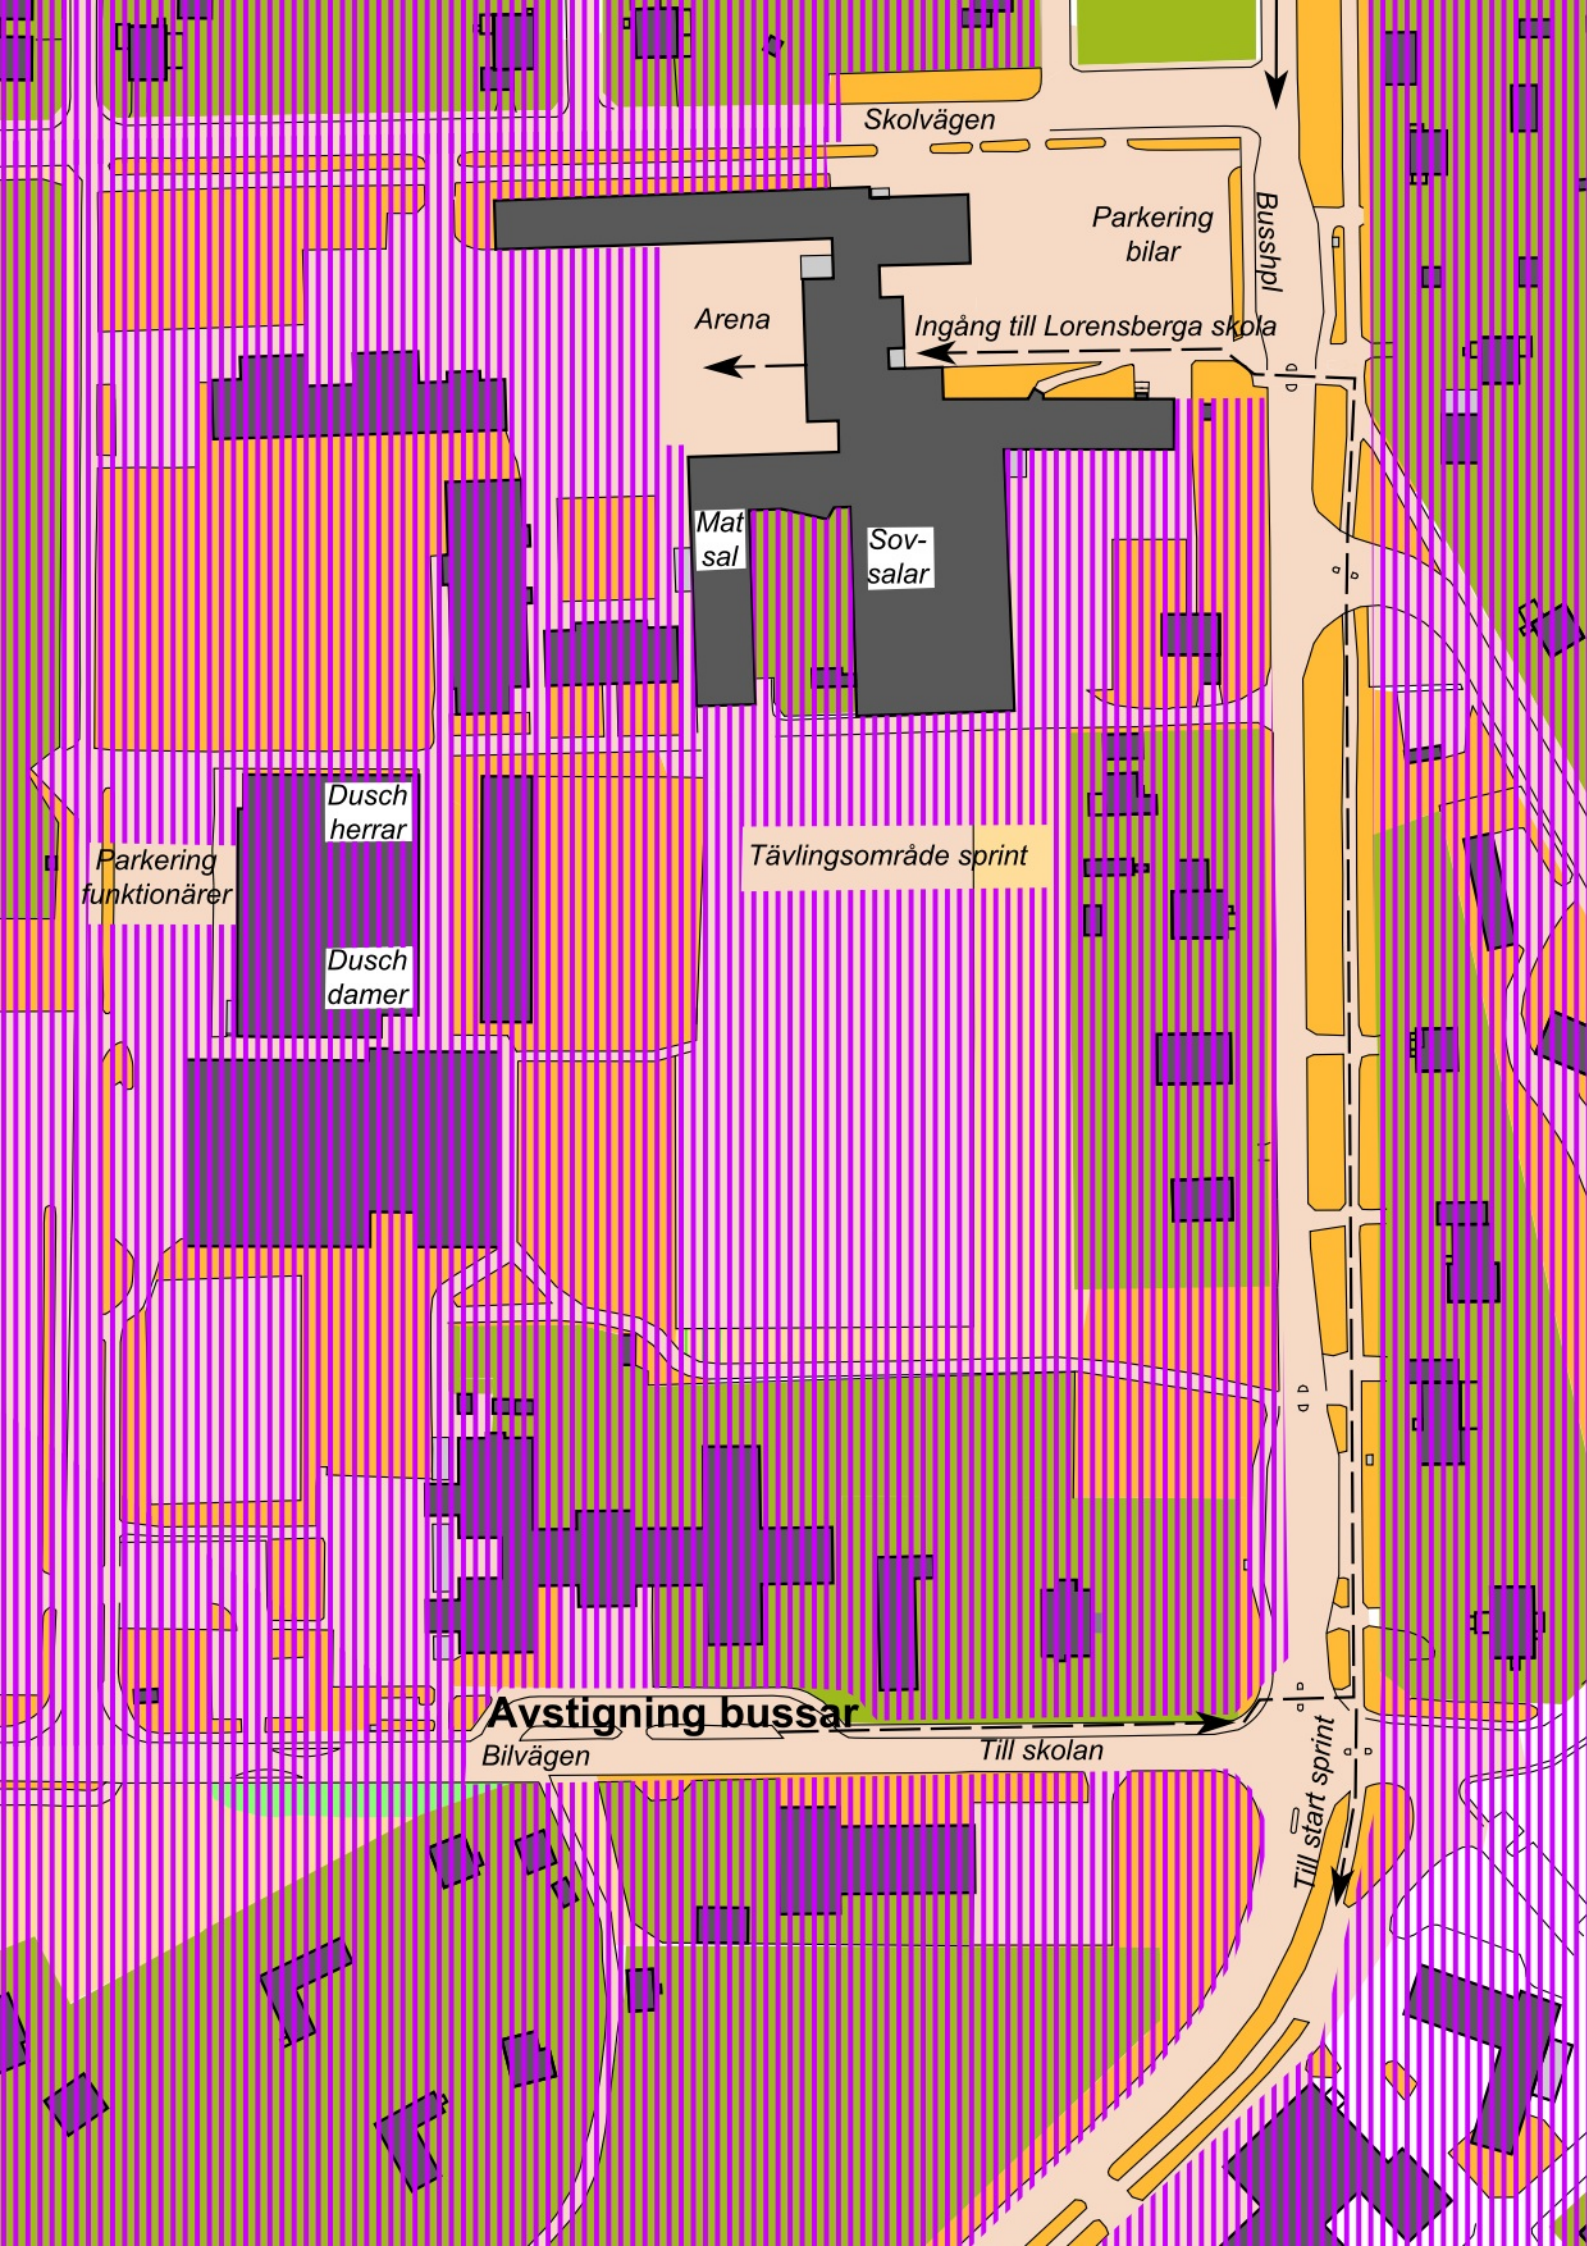 Skolvägen
Parkering
bilar
Busshpl
Arena
Ingång till Lorensberga skola
Mat
sal
Sov-
salar
Dusch
herrar
Parkering
funktionärer
Tävlingsområde sprint
Dusch
damer
Avstigning bussar
Bilvägen
Till skolan
Till start sprint